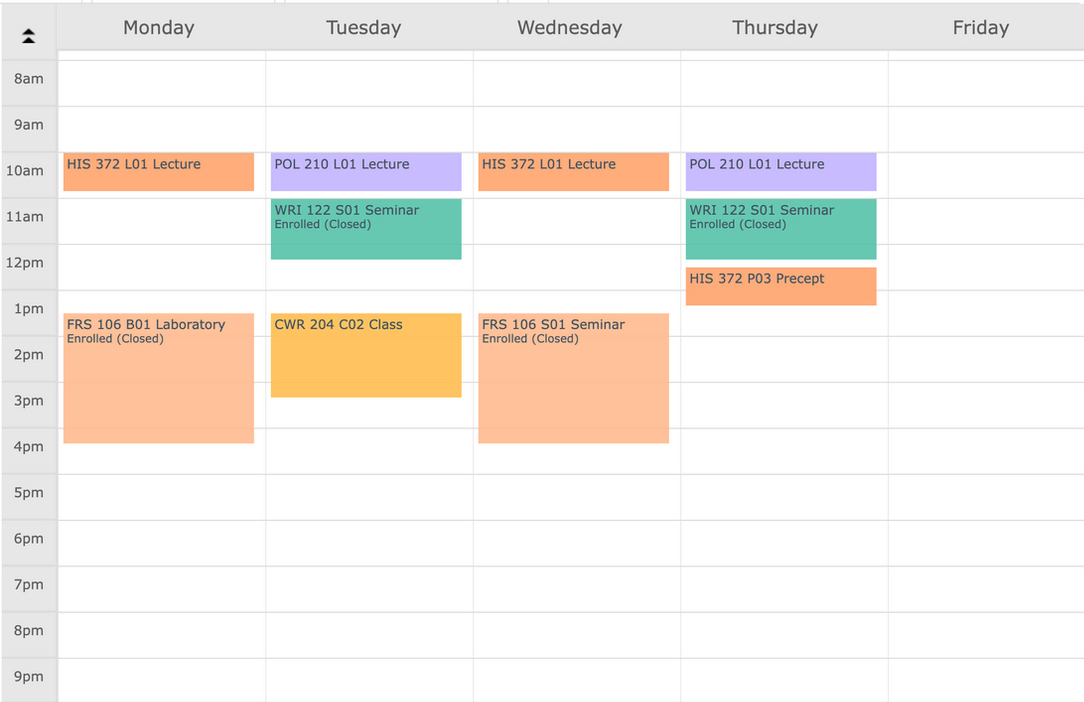 Monday Tuesday Wednesday Thursday Friday
8am
9am
10am
HIS 372 L01 Lecture
POL 210 L01 Lecture
HIS 372 L01 Lecture
POL 210 L01 Lecture
11am
WRI 122 S01 Seminar
Enrolled (Closed)
WRI 122 S01 Seminar
Enrolled (Closed)
12pm
HIS 372 P03 Precept
1pm
FRS 106 B01 Laboratory
Enrolled (Closed)
CWR 204 C02 Class
FRS 106 S01 Seminar
Enrolled (Closed)
2pm
3pm
4pm
5pm
6pm
7pm
8pm
9pm